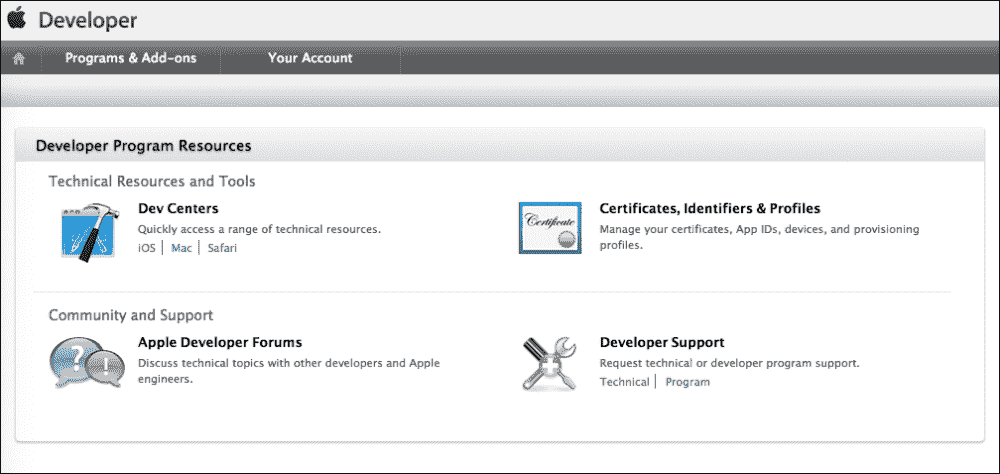 Developer
Programs & Add-ons Your Account
Developer Program Resources
Technical Resources and Tools
Dev Centers
Quickly access a range of technical resources.
iOS | Mac | Safari
Certificate
Certificates, Identifiers & Profiles
Manage your certificates, App IDs, devices, and provisioning
profiles.
Community and Support
Apple Developer Forums
Discuss technical topics with other developers and Apple
engineers.
Developer Support
Request technical or developer program support.
Technical | Program